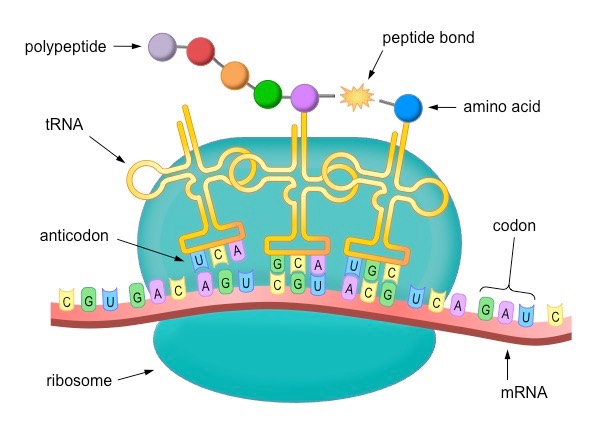 peptide bond
polypeptide
amino acid
tRNA
anticodon
codon
U C A
G C A
U G C
C G U G A C A G U C G U A C G U C A G A U C
ribosome
mRNA